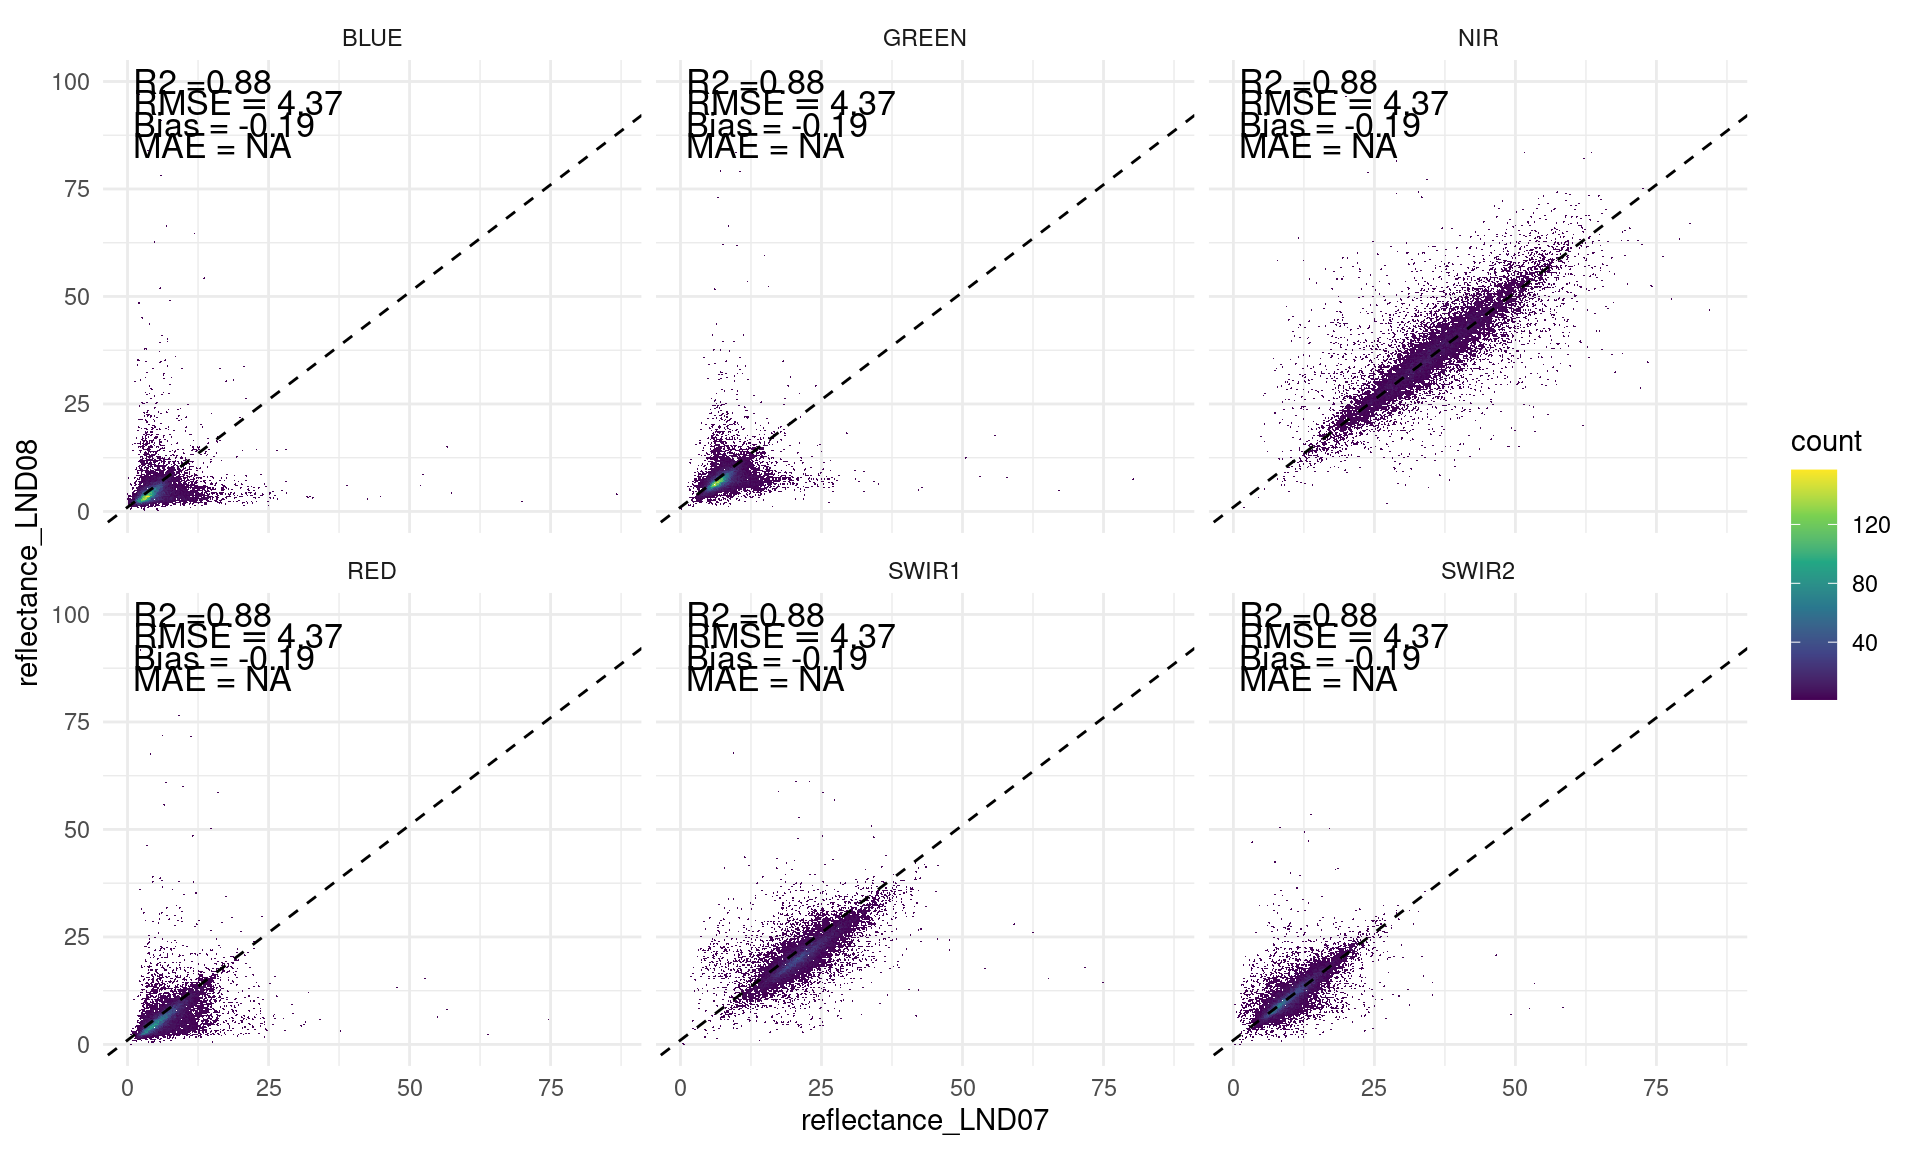 BLUE
GREEN
NIR
R2 =0.88
RMSE = 4.37
Bias = -0.19
MAE = NA
R2 =0.88
RMSE = 4.37
Bias = -0.19
MAE = NA
R2 =0.88
RMSE = 4.37
Bias = -0.19
MAE = NA
100
75
50
25
0
RED
SWIR1
SWIR2
R2 =0.88
RMSE = 4.37
Bias = -0.19
MAE = NA
R2 =0.88
RMSE = 4.37
Bias = -0.19
MAE = NA
R2 =0.88
RMSE = 4.37
Bias = -0.19
MAE = NA
100
75
50
25
0
0 25 50 75
0 25 50 75
0 25 50 75
reflectance_LND07
reflectance_LND08
count
120
80
40